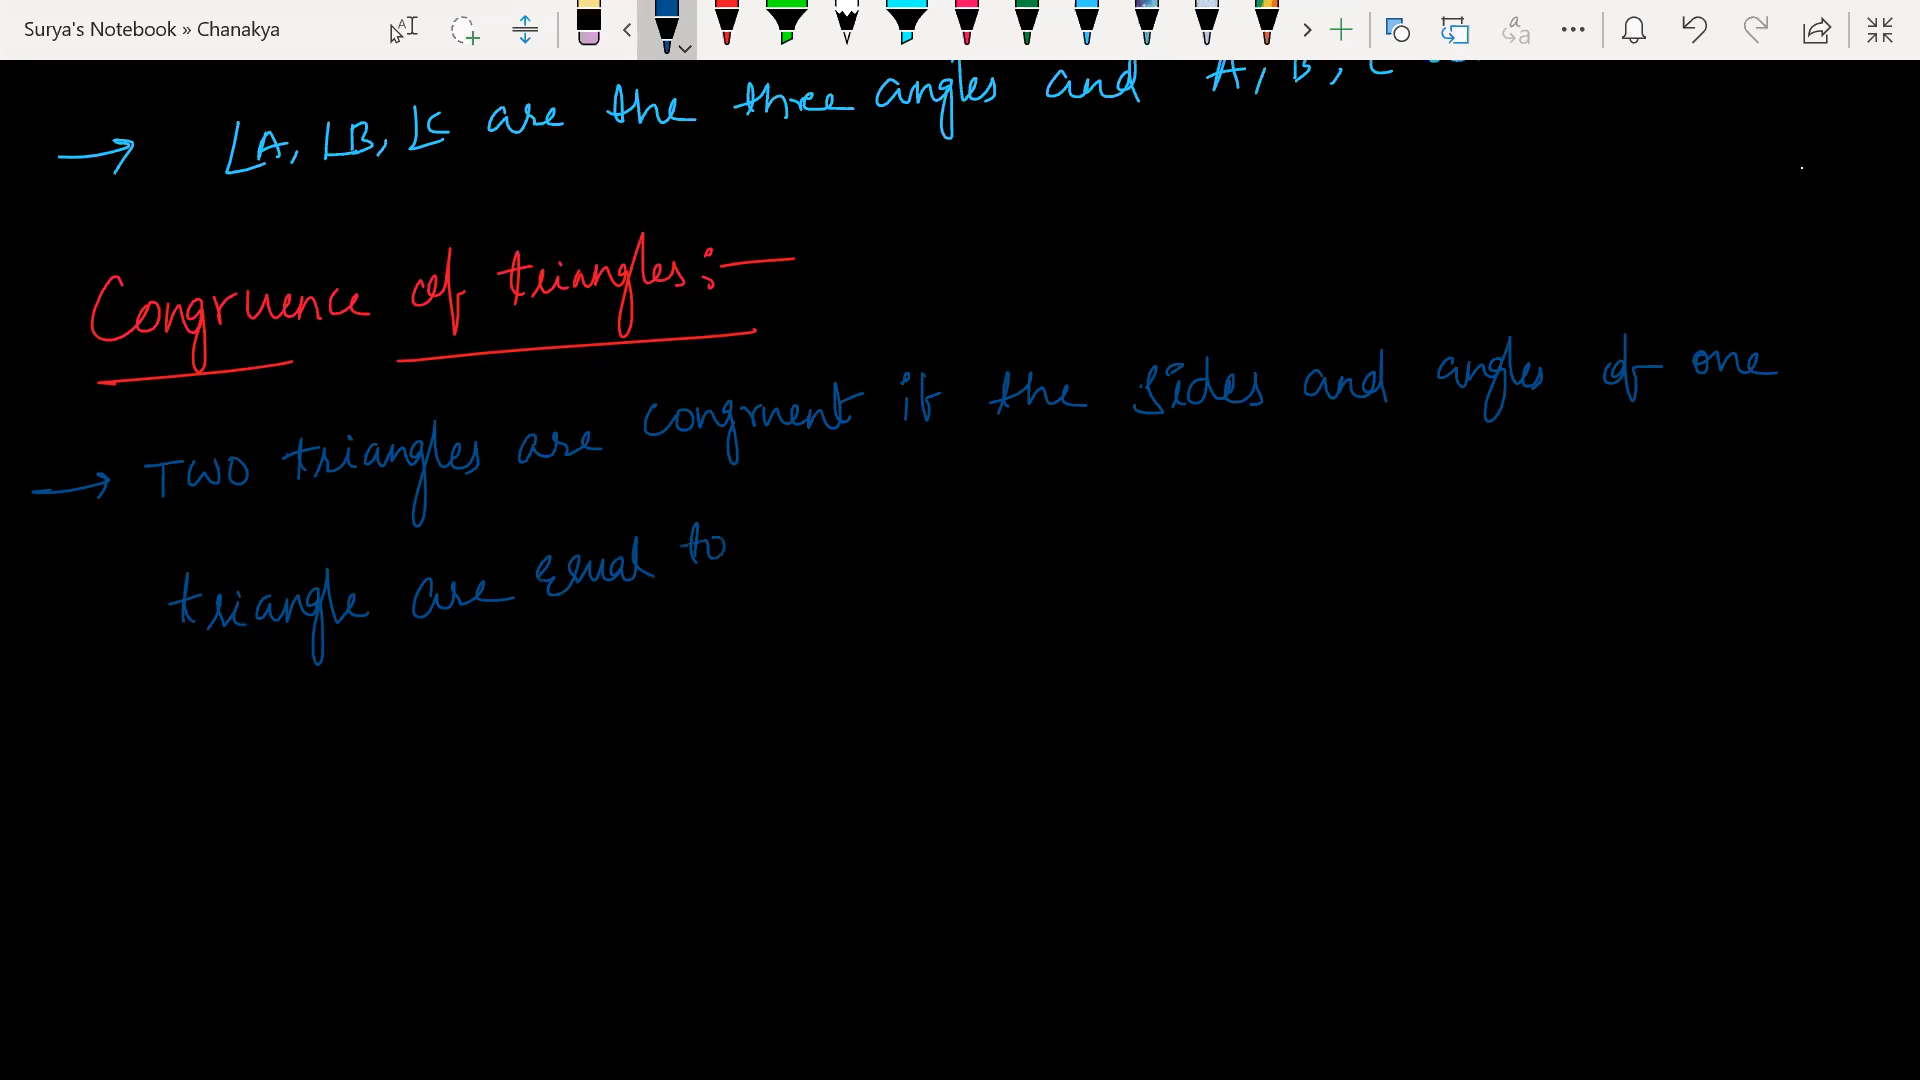 Surya's Notebook » Chanakya
→ ∠A, ∠B, ∠C are the three angles and A, B, C
Congruence of triangles:—
→ Two triangles are congruent if the sides and angles of one
triangle are equal to